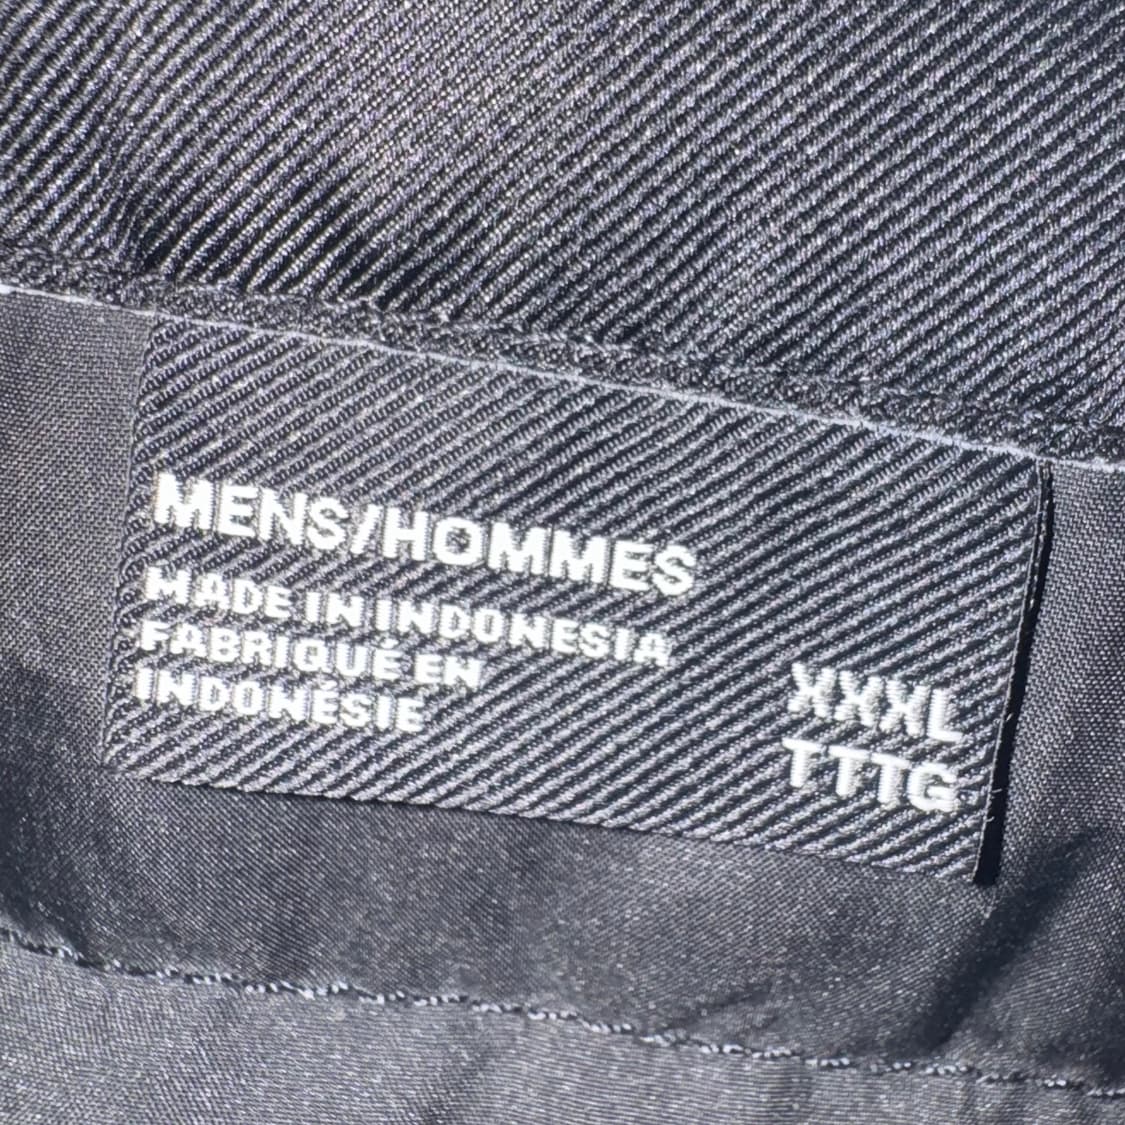 MENS/HOMMES
MADE IN INDONESIA
FABRIQUÉ EN
INDONÉSIE
XXXL
TTTG